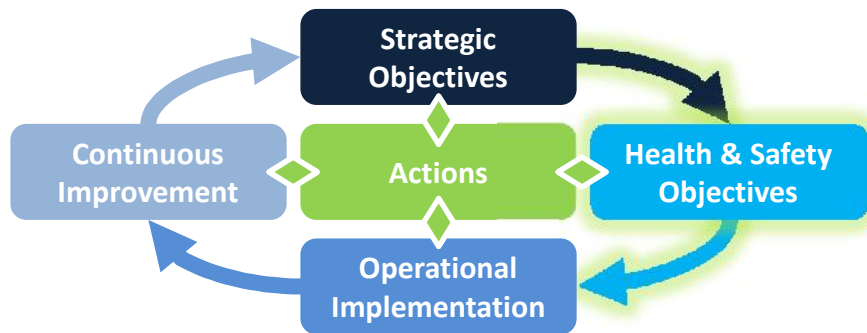 Strategic
Objectives
Continuous
Improvement
Actions
Health & Safety
Objectives
Operational
Implementation